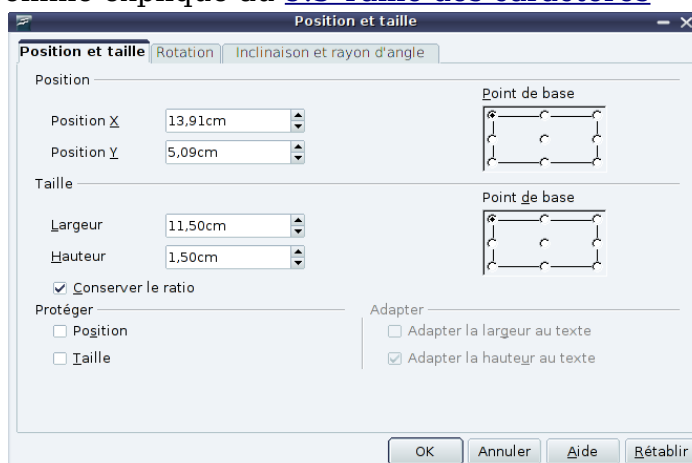 Position et taille
Position et taille Rotation Inclinaison et rayon d'angle
Position
Point de base
Position X 13,91cm
Position Y 5,09cm
Taille
Point de base
Largeur 11,50cm
Hauteur 1,50cm
Conserver le ratio
Protéger Adapter
Position Adapter la largeur au texte
Taille Adapter la hauteur au texte
OK Annuler Aide Rétablir